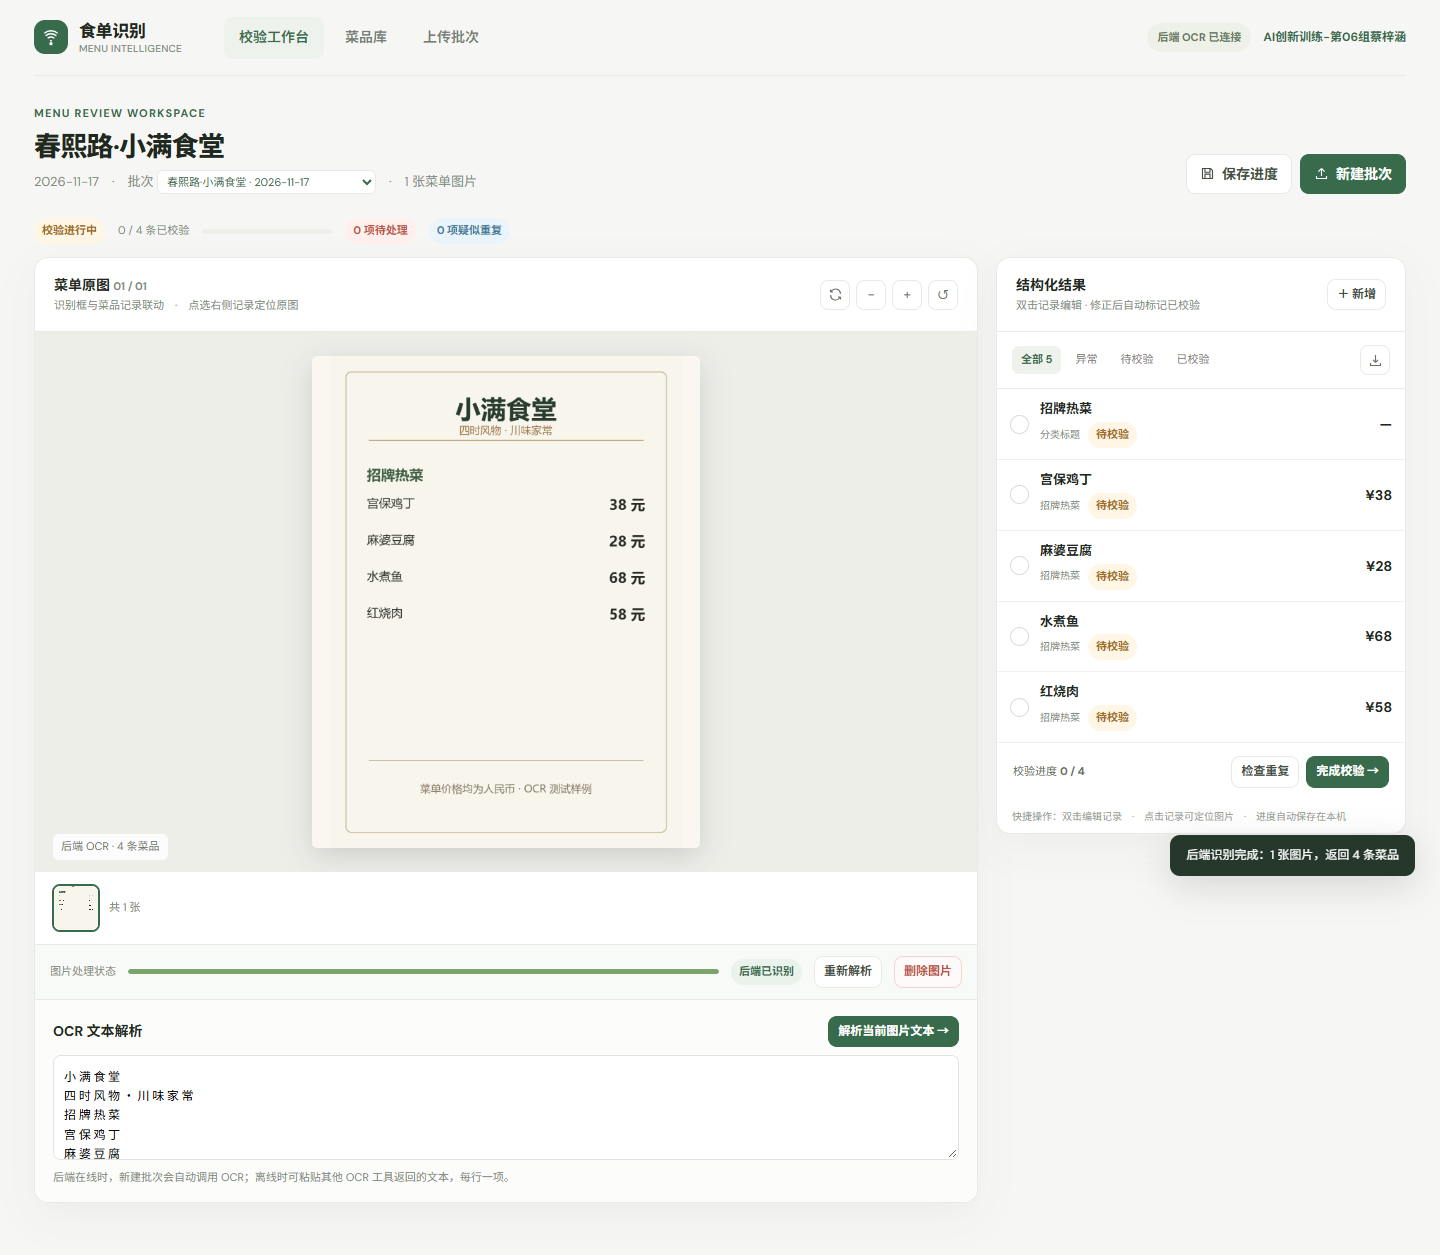 食单识别
MENU INTELLIGENCE
校验工作台
菜品库
上传批次
后端 OCR 已连接
AI创新训练-第06组蔡梓涵
MENU REVIEW WORKSPACE
春熙路·小满食堂
2026-11-17 · 批次 春熙路·小满食堂 · 2026-11-17 · 1 张菜单图片
保存进度
新建批次
校验进行中
0 / 4 条已校验
0 项待处理
0 项疑似重复
菜单原图 01 / 01
识别框与菜品记录联动 · 点选右侧记录定位原图
小满食堂
四时风物 · 川味家常
招牌热菜
宫保鸡丁 38 元
麻婆豆腐 28 元
水煮鱼 68 元
红烧肉 58 元
菜单价格均为人民币 · OCR 测试样例
后端 OCR · 4 条菜品
共 1 张
图片处理状态
后端已识别
重新解析
删除图片
OCR 文本解析
解析当前图片文本 →
小满食堂
四时风物·川味家常
招牌热菜
宫保鸡丁
麻婆豆腐
后端在线时，新建批次会自动调用 OCR；离线时可粘贴其他 OCR 工具返回的文本，每行一项。
结构化结果
双击记录编辑 · 修正后自动标记已校验
+ 新增
全部 5
异常
待校验
已校验
招牌热菜
分类标题 待校验
—
宫保鸡丁
招牌热菜 待校验
¥38
麻婆豆腐
招牌热菜 待校验
¥28
水煮鱼
招牌热菜 待校验
¥68
红烧肉
招牌热菜 待校验
¥58
校验进度 0 / 4
检查重复
完成校验 →
快捷操作：双击编辑记录 · 点击记录可定位图片 · 进度自动保存在本机
后端识别完成：1 张图片，返回 4 条菜品